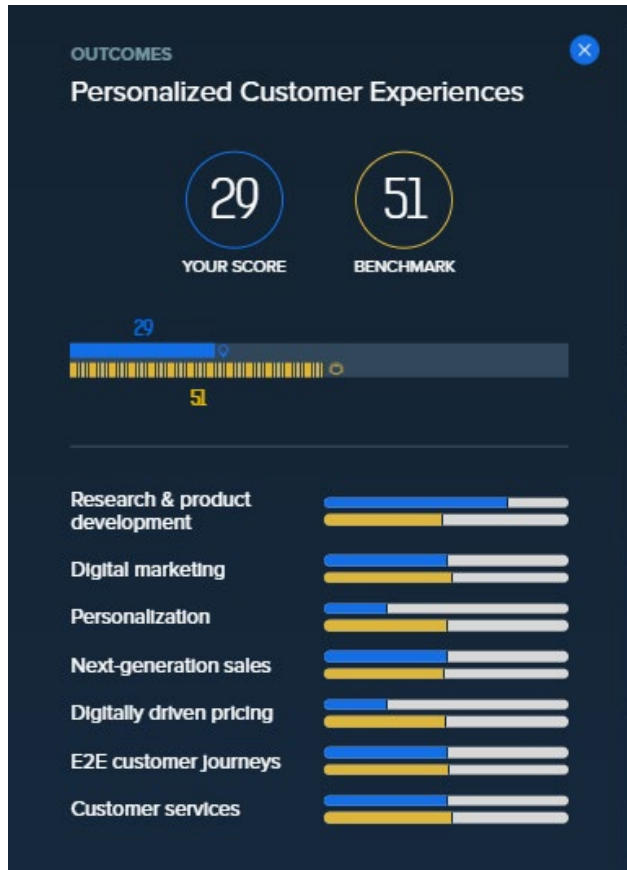 OUTCOMES
Personalized Customer Experiences
29
51
YOUR SCORE
BENCHMARK
29
51
Research & product
development
Digital marketing
Personalization
Next-generation sales
Digitally driven pricing
E2E customer journeys
Customer services